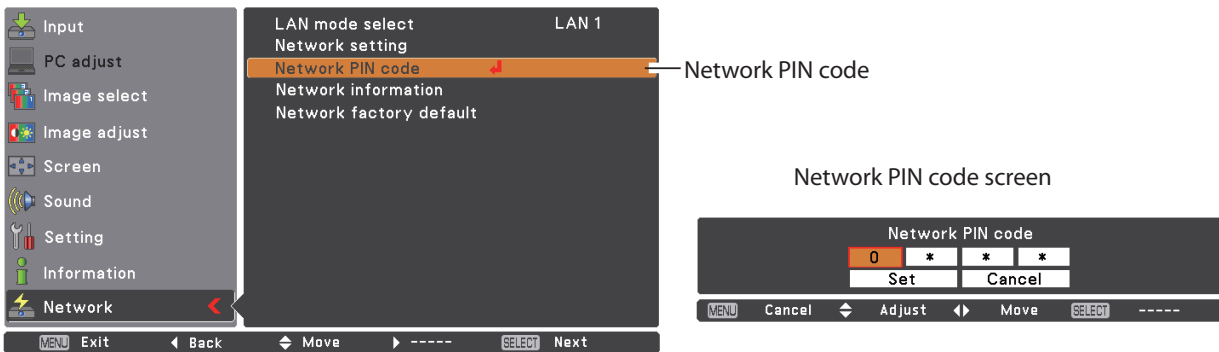 Input
PC adjust
Image select
Image adjust
Screen
Sound
Setting
Information
Network
LAN mode select LAN 1
Network setting
Network PIN code
Network information
Network factory default
MENU Exit Back Move ----- SELECT Next
Network PIN code
Network PIN code screen
Network PIN code
0 * * *
Set Cancel
MENU Cancel Adjust Move SELECT -----